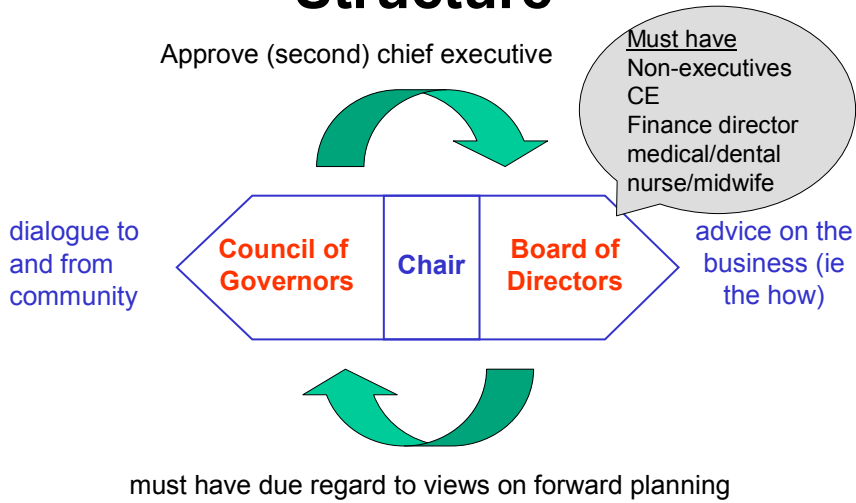 Structure
Approve (second) chief executive
Must have
Non-executives
CE
Finance director
medical/dental
nurse/midwife
dialogue to
and from
community
Council of
Governors
Chair
Board of
Directors
advice on the
business (ie
the how)
must have due regard to views on forward planning